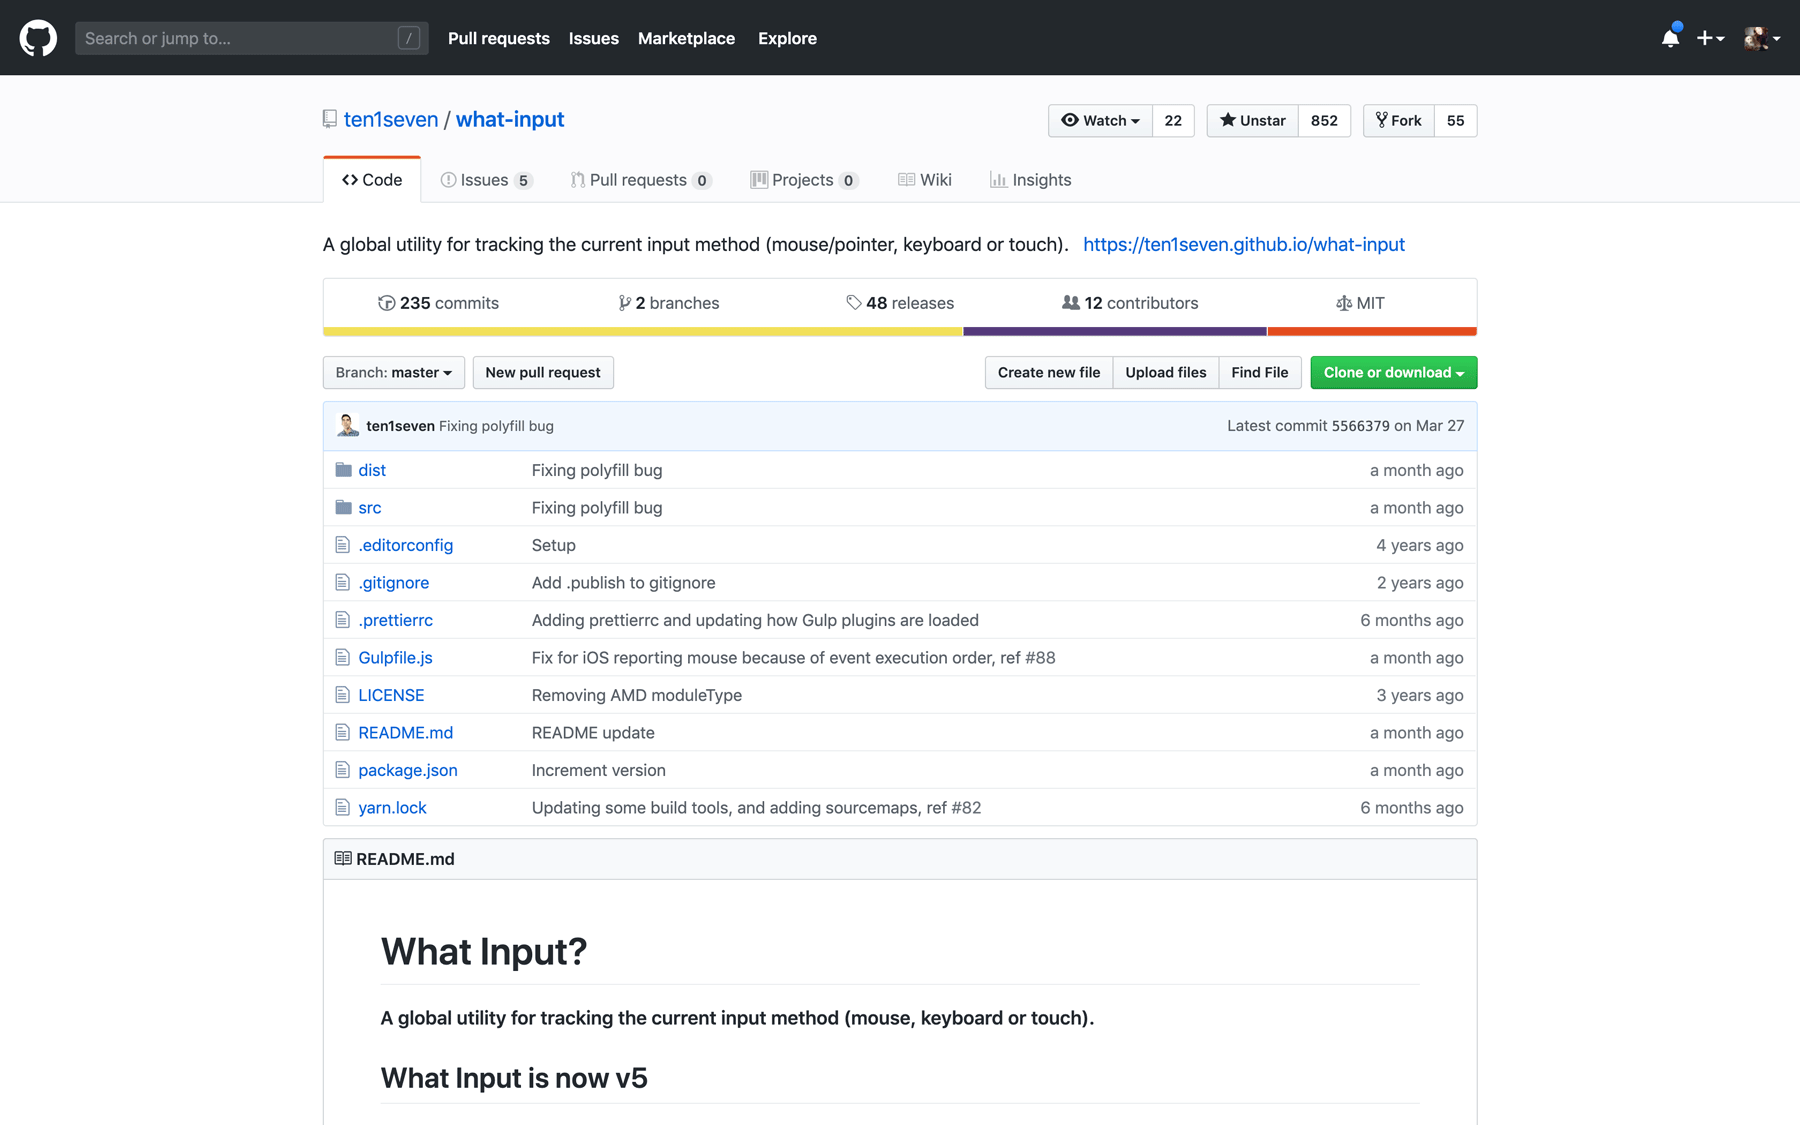 Search or jump to... /
Pull requests Issues Marketplace Explore
ten1seven / what-input
Watch 22 Unstar 852 Fork 55
Code Issues 5 Pull requests 0 Projects 0 Wiki Insights
A global utility for tracking the current input method (mouse/pointer, keyboard or touch). https://ten1seven.github.io/what-input
235 commits 2 branches 48 releases 12 contributors MIT
Branch: master New pull request Create new file Upload files Find File Clone or download
ten1seven Fixing polyfill bug Latest commit 5566379 on Mar 27
dist Fixing polyfill bug a month ago
src Fixing polyfill bug a month ago
.editorconfig Setup 4 years ago
.gitignore Add .publish to gitignore 2 years ago
.prettierrc Adding prettierrc and updating how Gulp plugins are loaded 6 months ago
Gulpfile.js Fix for iOS reporting mouse because of event execution order, ref #88 a month ago
LICENSE Removing AMD moduleType 3 years ago
README.md README update a month ago
package.json Increment version a month ago
yarn.lock Updating some build tools, and adding sourcemaps, ref #82 6 months ago
README.md
What Input?
A global utility for tracking the current input method (mouse, keyboard or touch).
What Input is now v5